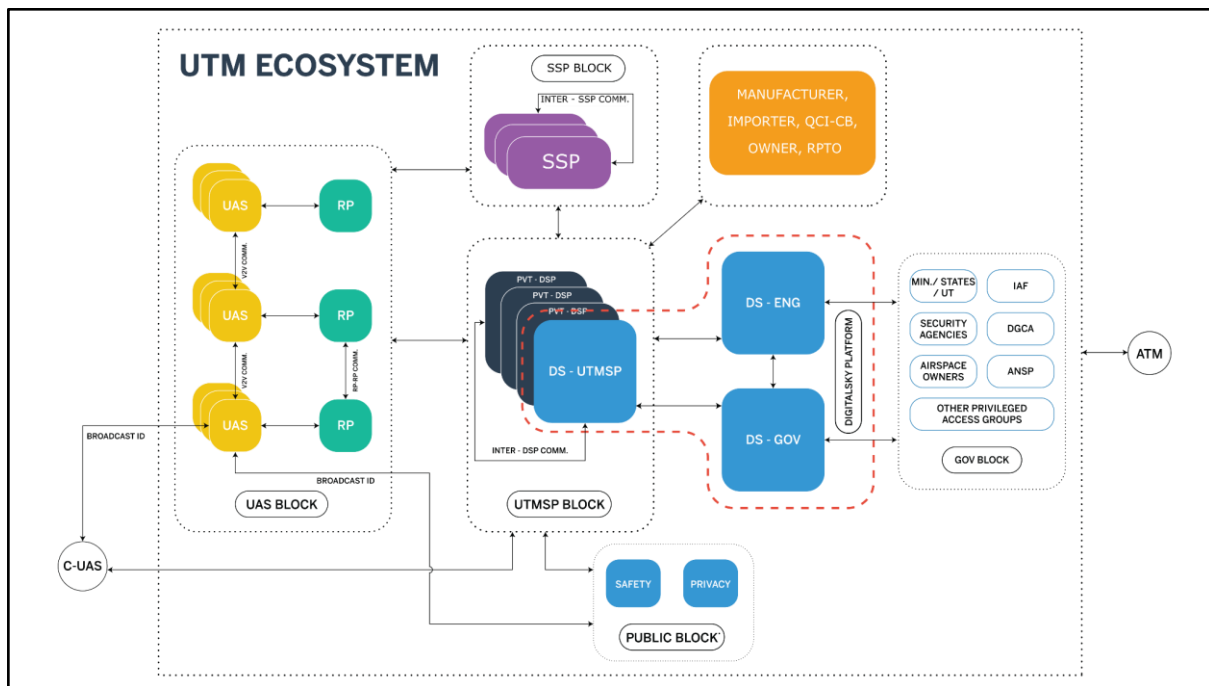 UTM ECOSYSTEM
SSP BLOCK
INTER - SSP COMM.
SSP
MANUFACTURER,
IMPORTER, QCI-CB,
OWNER, RPTO
UAS
RP
V2V COMM.
UAS
RP
V2V COMM.
RP-RP COMM.
UAS
RP
BROADCAST ID
BROADCAST ID
UAS BLOCK
PVT - DSP
PVT - DSP
PVT - DSP
DS - UTMSP
INTER - DSP COMM.
UTMSP BLOCK
DS - ENG
DS - GOV
DIGITALSKY PLATFORM
MIN./ STATES
/ UT
IAF
SECURITY
AGENCIES
DGCA
AIRSPACE
OWNERS
ANSP
OTHER PRIVILEGED
ACCESS GROUPS
GOV BLOCK
ATM
C-UAS
SAFETY
PRIVACY
PUBLIC BLOCK